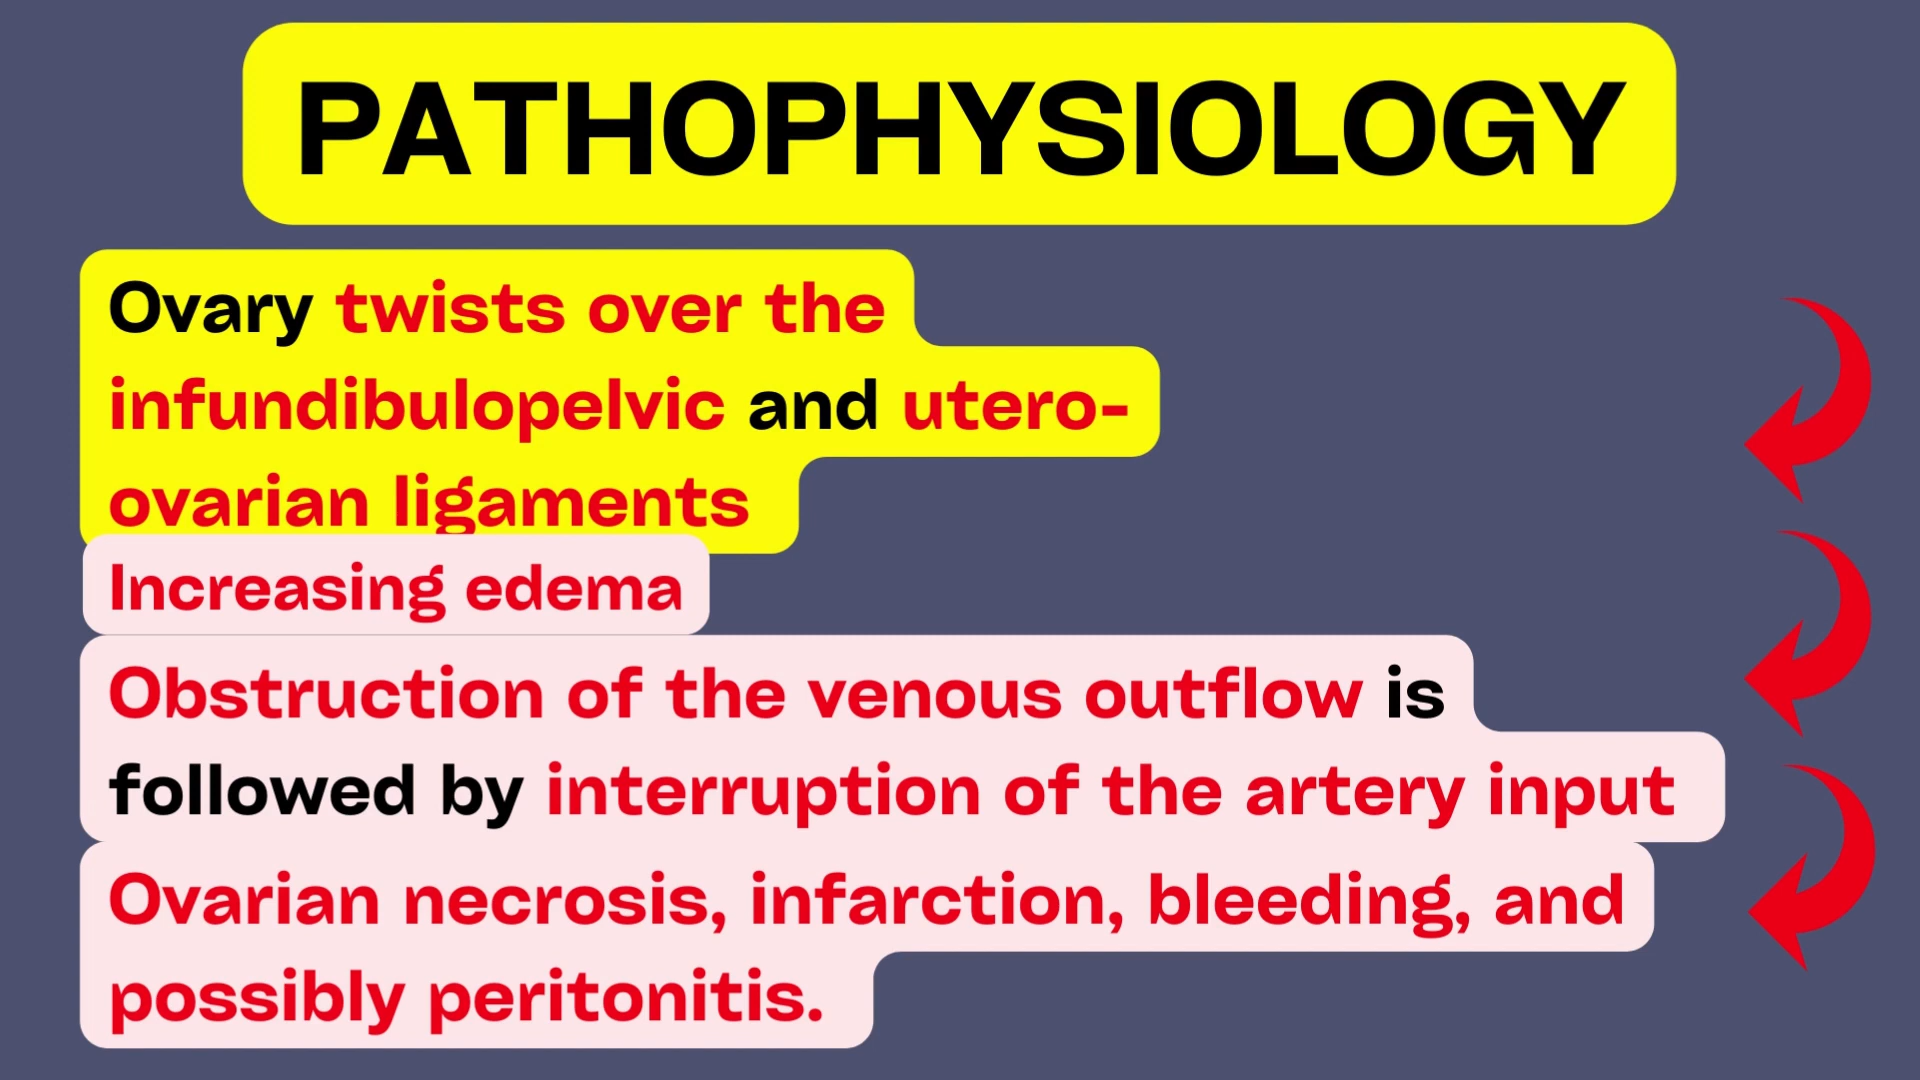 PATHOPHYSIOLOGY
Ovary twists over the
infundibulopelvic and utero-
ovarian ligaments
Increasing edema
Obstruction of the venous outflow is
followed by interruption of the artery input
Ovarian necrosis, infarction, bleeding, and
possibly peritonitis.